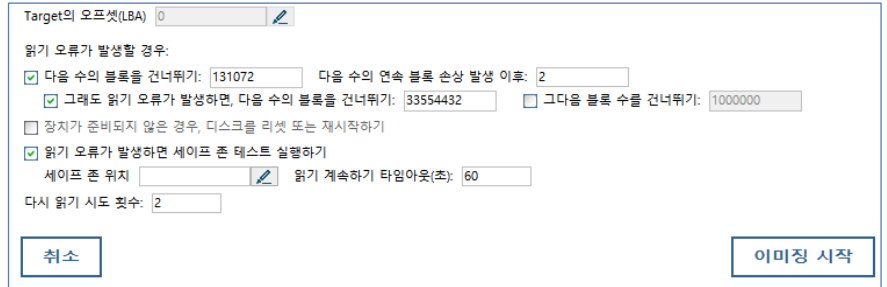 Target의 오프셋(LBA) 0
읽기 오류가 발생할 경우:
다음 수의 블록을 건너뛰기: 131072 다음 수의 연속 블록 손상 발생 이후: 2
그래도 읽기 오류가 발생하면, 다음 수의 블록을 건너뛰기: 33554432 그다음 블록 수를 건너뛰기: 1000000
장치가 준비되지 않은 경우, 디스크를 리셋 또는 재시작하기
읽기 오류가 발생하면 세이프 존 테스트 실행하기
세이프 존 위치 읽기 계속하기 타임아웃(초): 60
다시 읽기 시도 횟수: 2
취소 이미징 시작